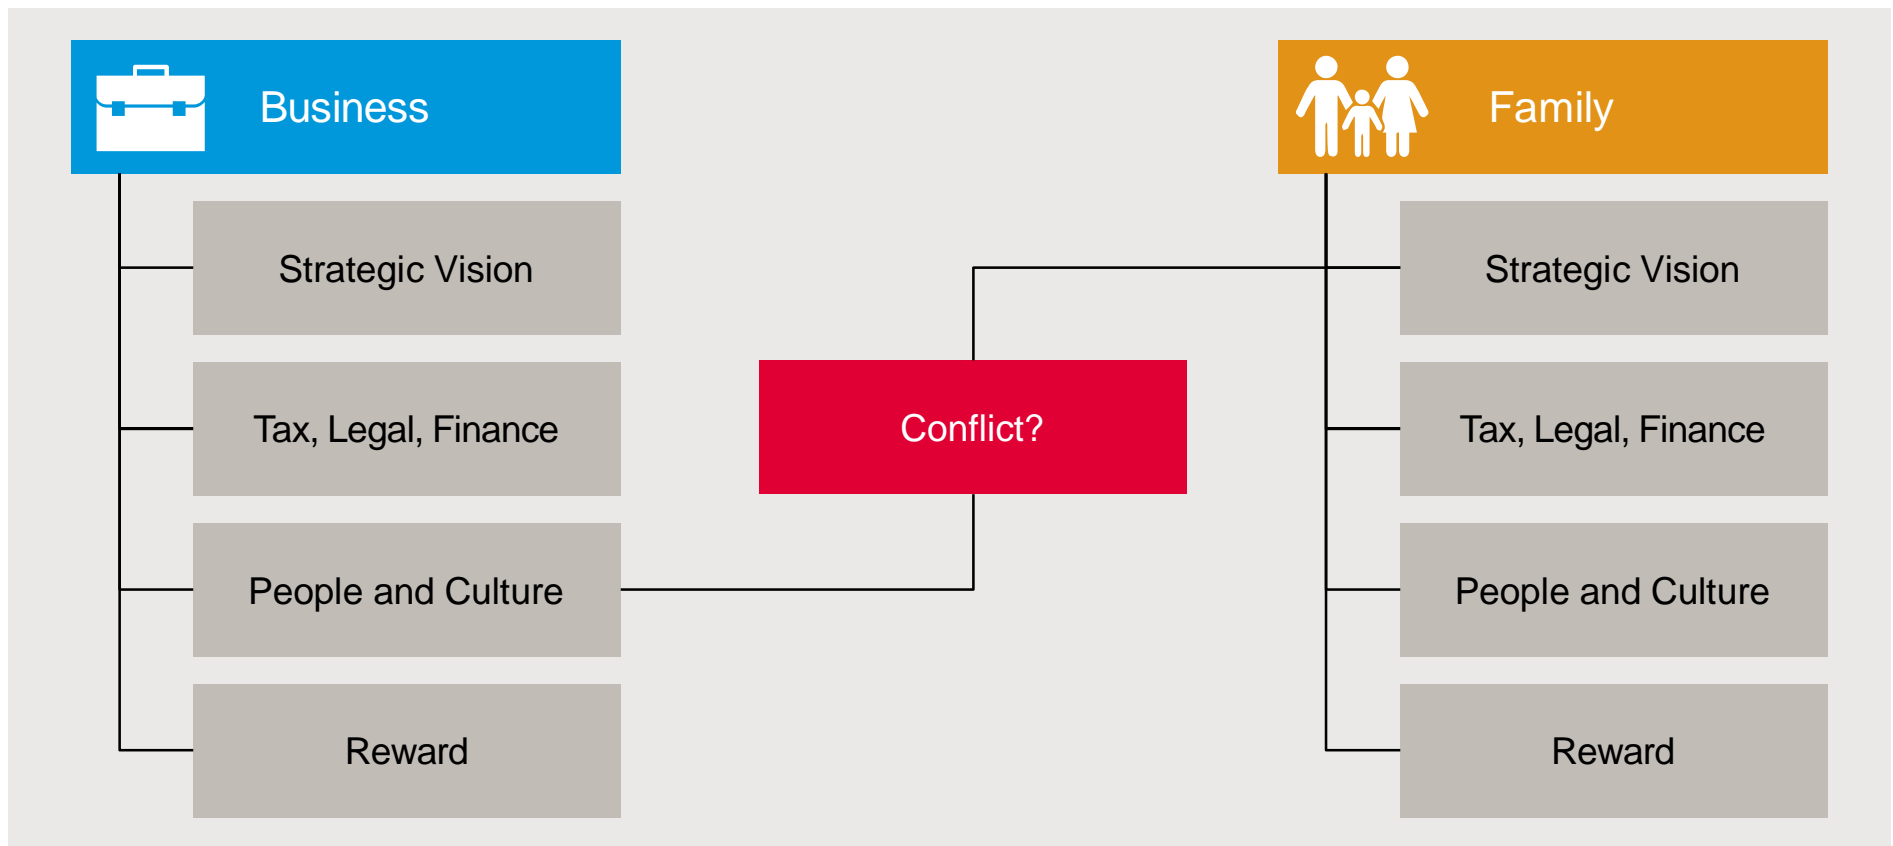 Business
Strategic Vision
Tax, Legal, Finance
People and Culture
Reward
Conflict?
Family
Strategic Vision
Tax, Legal, Finance
People and Culture
Reward